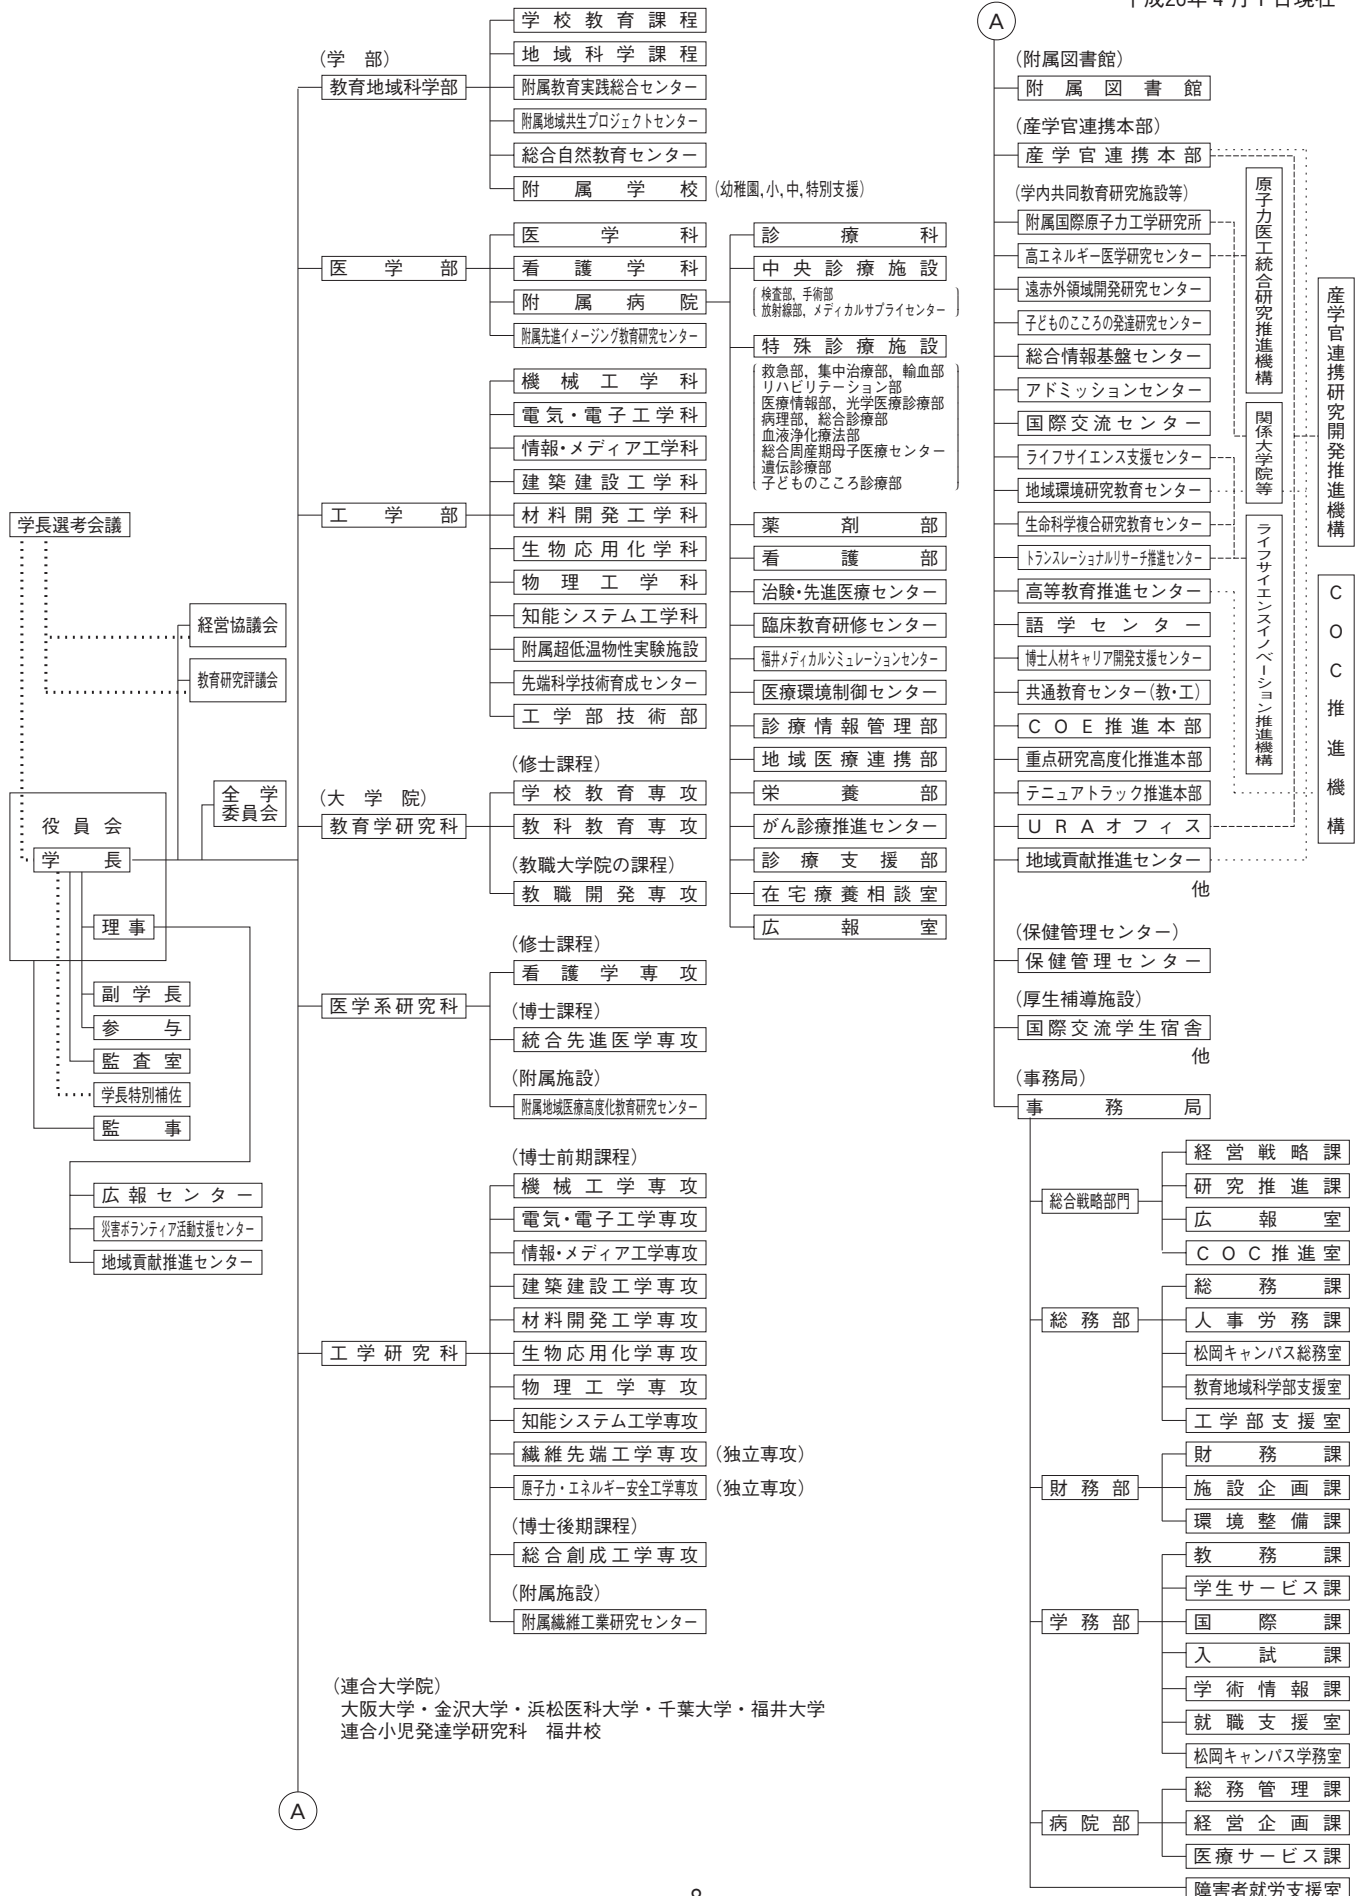 平成26年4月1日現在
学長選考会議
経営協議会
教育研究評議会
全学
委員会
役員会
学長
理事
副学長
参与
監査室
学長特別補佐
監事
広報センター
災害ボランティア活動支援センター
地域貢献推進センター
（学　部）
教育地域科学部
学校教育課程
地域科学課程
附属教育実践総合センター
附属地域共生プロジェクトセンター
総合自然教育センター
附属学校（幼稚園,小,中,特別支援）
医学部
医学科
看護学科
附属病院
附属先進イメージング教育研究センター
診療科
中央診療施設
検査部，手術部
放射線部，メディカルサプライセンター
特殊診療施設
救急部，集中治療部，輸血部
リハビリテーション部
医療情報部，光学医療診療部
病理部，総合診療部
血液浄化療法部
総合周産期母子医療センター
遺伝診療部
子どものこころ診療部
薬剤部
看護部
治験・先進医療センター
臨床教育研修センター
福井メディカルシミュレーションセンター
医療環境制御センター
診療情報管理部
地域医療連携部
栄養部
がん診療推進センター
診療支援部
在宅療養相談室
広報室
工学部
機械工学科
電気・電子工学科
情報・メディア工学科
建築建設工学科
材料開発工学科
生物応用化学科
物理工学科
知能システム工学科
附属超低温物性実験施設
先端科学技術育成センター
工学部技術部
（大　学　院）
教育学研究科
（修士課程）
学校教育専攻
教科教育専攻
（教職大学院の課程）
教職開発専攻
医学系研究科
（修士課程）
看護学専攻
（博士課程）
統合先進医学専攻
（附属施設）
附属地域医療高度化教育研究センター
工学研究科
（博士前期課程）
機械工学専攻
電気・電子工学専攻
情報・メディア工学専攻
建築建設工学専攻
材料開発工学専攻
生物応用化学専攻
物理工学専攻
知能システム工学専攻
繊維先端工学専攻（独立専攻）
原子力・エネルギー安全工学専攻（独立専攻）
（博士後期課程）
総合創成工学専攻
（附属施設）
附属繊維工業研究センター
（連合大学院）
大阪大学・金沢大学・浜松医科大学・千葉大学・福井大学
連合小児発達学研究科　福井校
A
A
（附属図書館）
附属図書館
（産学官連携本部）
産学官連携本部
（学内共同教育研究施設等）
附属国際原子力工学研究所
高エネルギー医学研究センター
遠赤外領域開発研究センター
子どものこころの発達研究センター
総合情報基盤センター
アドミッションセンター
国際交流センター
ライフサイエンス支援センター
地域環境研究教育センター
生命科学複合研究教育センター
トランスレーショナルリサーチ推進センター
高等教育推進センター
語学センター
博士人材キャリア開発支援センター
共通教育センター（教・工）
COE推進本部
重点研究高度化推進本部
テニュアトラック推進本部
URAオフィス
地域貢献推進センター
他
原子力医工統合研究推進機構
関係大学院等
ライフサイエンスイノベーション推進機構
産学官連携研究開発推進機構
COC推進機構
（保健管理センター）
保健管理センター
（厚生補導施設）
国際交流学生宿舎
他
（事務局）
事務局
総合戦略部門
経営戦略課
研究推進課
広報室
COC推進室
総務部
総務課
人事労務課
松岡キャンパス総務室
教育地域科学部支援室
工学部支援室
財務部
財務課
施設企画課
環境整備課
学務部
教務課
学生サービス課
国際課
入試課
学術情報課
就職支援室
松岡キャンパス学務室
病院部
総務管理課
経営企画課
医療サービス課
障害者就労支援室